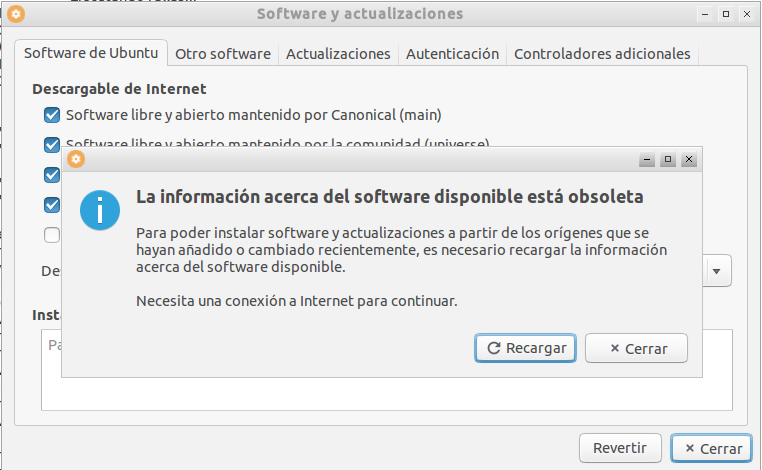 Software y actualizaciones
Software de Ubuntu
Otro software
Actualizaciones
Autenticación
Controladores adicionales
Descargable de Internet
Software libre y abierto mantenido por Canonical (main)
Software libre y abierto mantenido por la comunidad (universe)
La información acerca del software disponible está obsoleta
Para poder instalar software y actualizaciones a partir de los orígenes que se
hayan añadido o cambiado recientemente, es necesario recargar la información
acerca del software disponible.
Necesita una conexión a Internet para continuar.
Recargar
Cerrar
Revertir
Cerrar